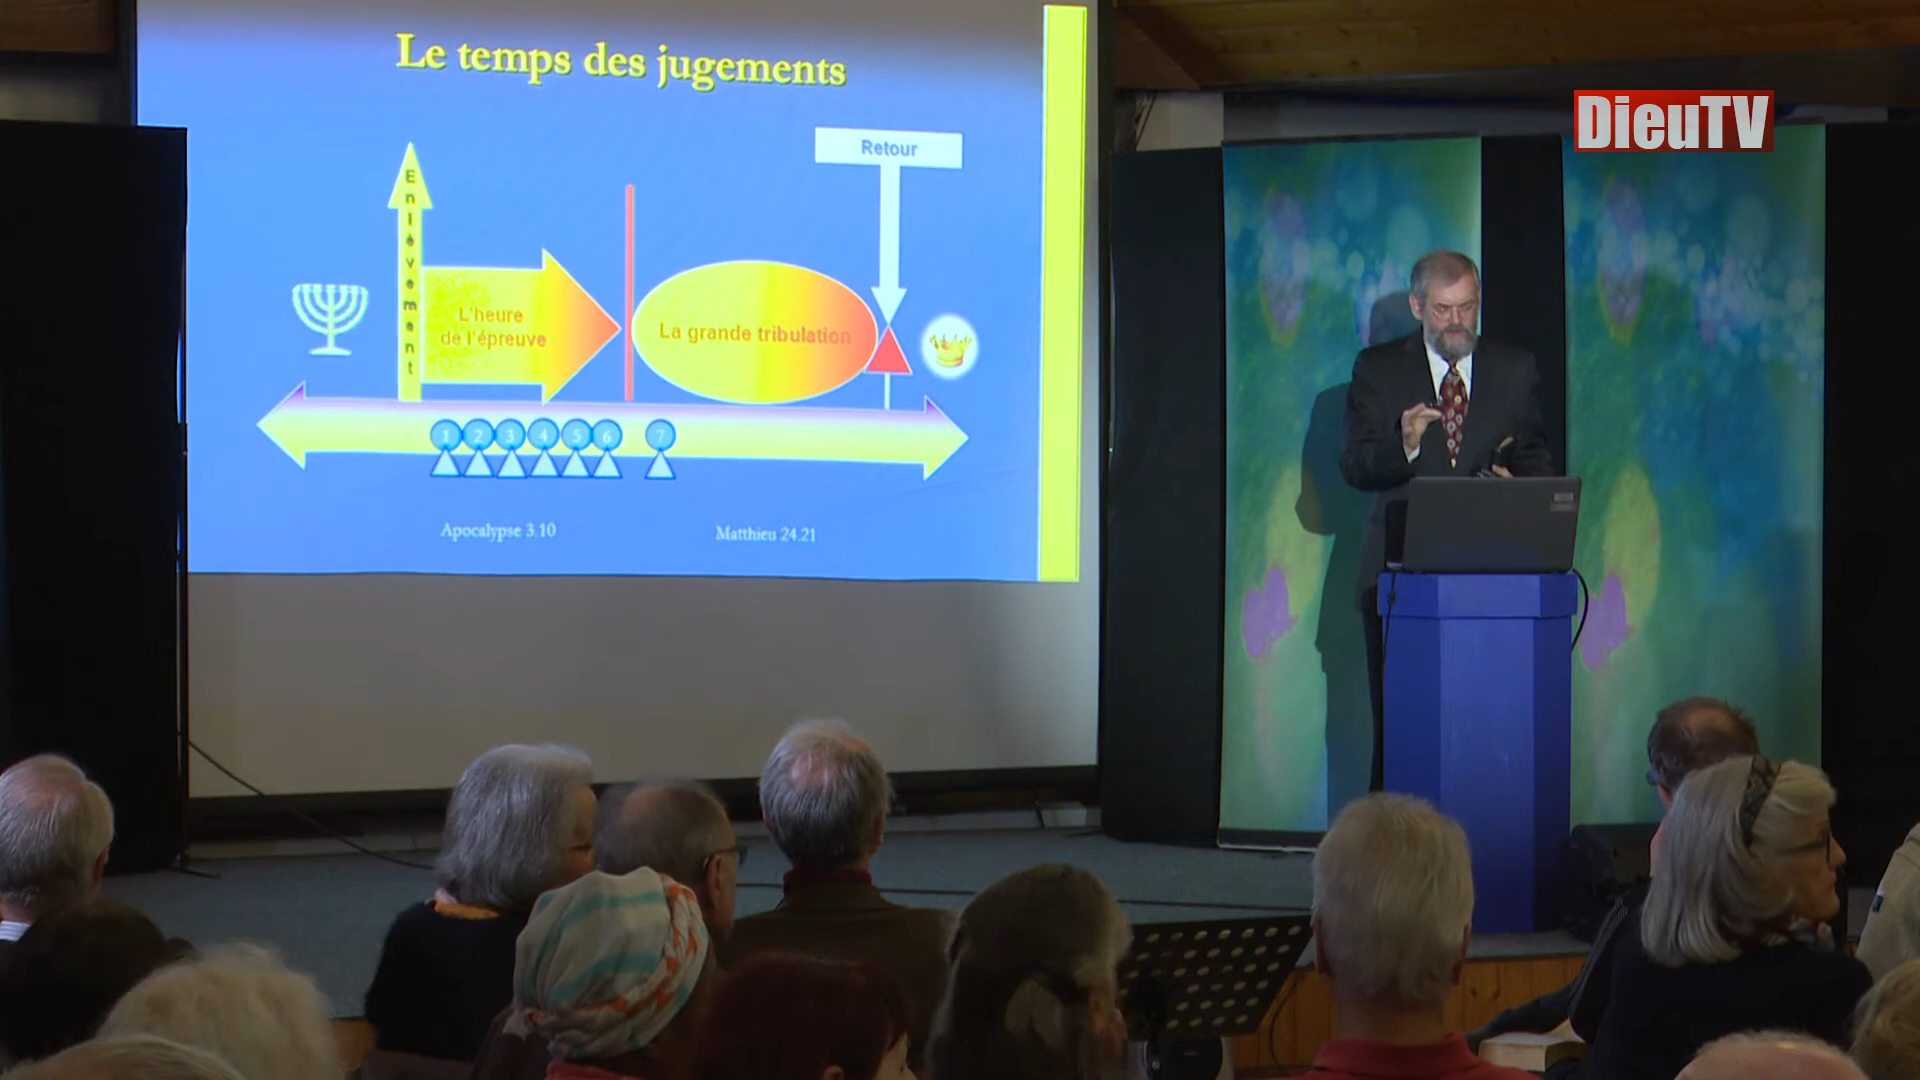 Le temps des jugements
DieuTV
Retour
Enlèvement
L'heure
de l'épreuve
La grande tribulation
1 2 3 4 5 6 7
Apocalypse 3.10
Matthieu 24.21